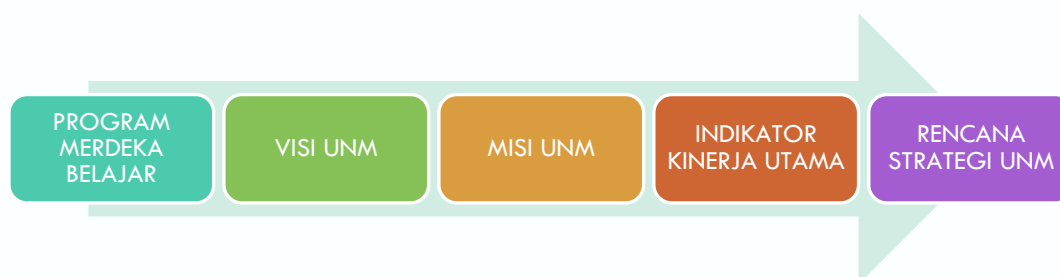 PROGRAM
MERDEKA
BELAJAR
VISI UNM
MISI UNM
INDIKATOR
KINERJA UTAMA
RENCANA
STRATEGI UNM